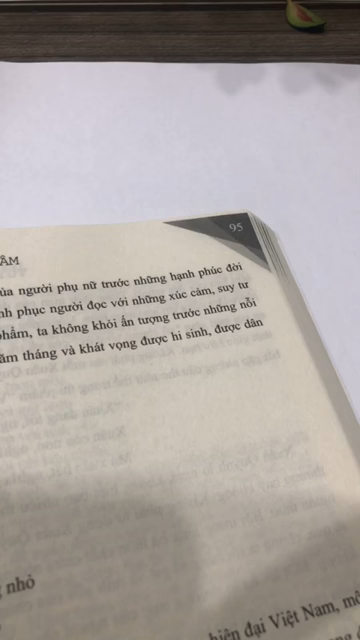 95
ÂM
ủa người phụ nữ trước những hạnh phúc đời
nh phục người đọc với những xúc cảm, suy tư
phẩm, ta không khỏi ấn tượng trước những nỗi
ăm tháng và khát vọng được hi sinh, được dân
nhỏ
hiện đại Việt Nam, mô